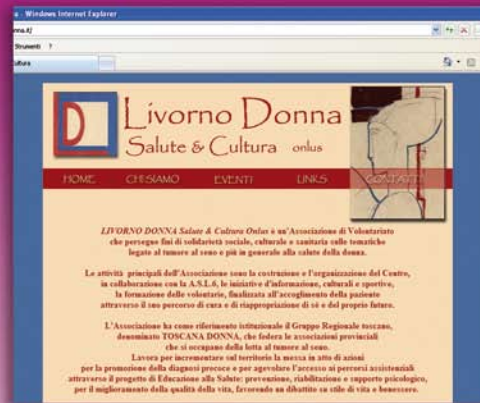 a - Windows Internet Explorer
nna.it/
Strumenti ?
Cultura
Livorno Donna
Salute & Cultura onlus
HOME CHI SIAMO EVENTI LINKS CONTATTI
LIVORNO DONNA Salute & Cultura Onlus è un'Associazione di Volontariato
che persegue fini di solidarietà sociale, culturale e sanitaria sulle tematiche
legate al tumore al seno e più in generale alla salute della donna.
Le attività principali dell'Associazione sono la costruzione e l'organizzazione del Centro,
in collaborazione con la A.S.L.6, le iniziative d'informazione, culturali e sportive,
la formazione delle volontarie, finalizzata all'accoglimento della paziente
attraverso il suo percorso di cura e di riappropriazione di sè e del proprio futuro.
L'Associazione ha come riferimento istituzionale il Gruppo Regionale toscano,
denominato TOSCANA DONNA, che federa le associazioni provinciali
che si occupano della lotta al tumore al seno.
Lavora per incrementare sul territorio la messa in atto di azioni
per la promozione della diagnosi precoce e per agevolare l'accesso ai percorsi assistenziali
attraverso il progetto di Educazione alla Salute: prevenzione, riabilitazione e supporto psicologico,
per il miglioramento della qualità della vita, favorendo un dibattito su stile di vita e benessere.